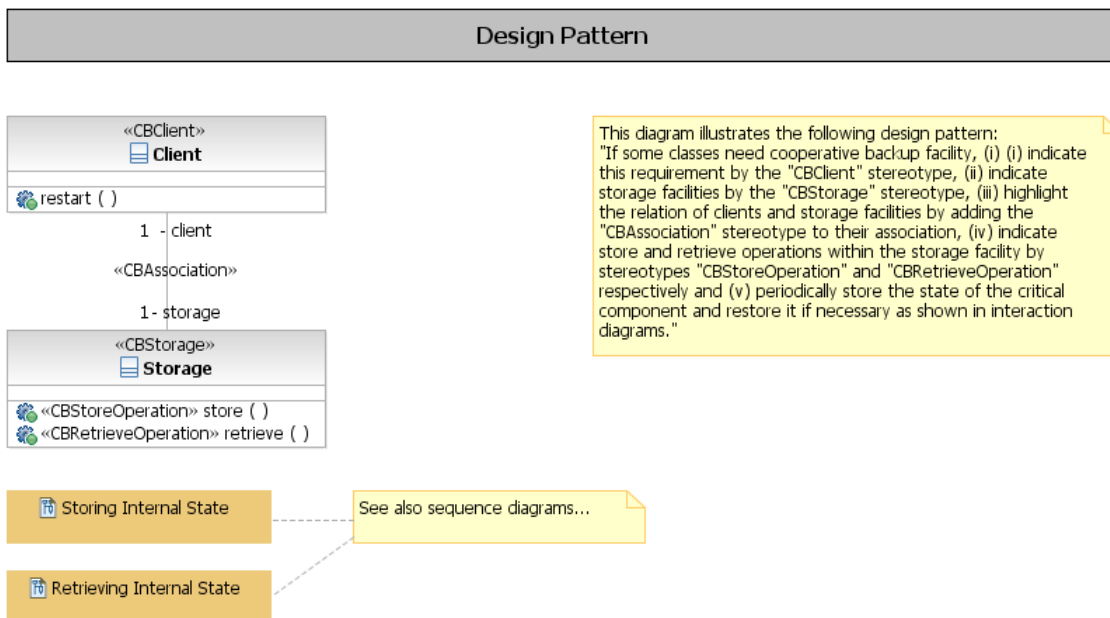 Design Pattern
«CBClient»
Client
restart ( )
1 - client
«CBAssociation»
1- storage
«CBStorage»
Storage
«CBStoreOperation» store ( )
«CBRetrieveOperation» retrieve ( )
This diagram illustrates the following design pattern:
"If some classes need cooperative backup facility, (i) (i) indicate
this requirement by the "CBClient" stereotype, (ii) indicate
storage facilities by the "CBStorage" stereotype, (iii) highlight
the relation of clients and storage facilities by adding the
"CBAssociation" stereotype to their association, (iv) indicate
store and retrieve operations within the storage facility by
stereotypes "CBStoreOperation" and "CBRetrieveOperation"
respectively and (v) periodically store the state of the critical
component and restore it if necessary as shown in interaction
diagrams."
Storing Internal State
See also sequence diagrams...
Retrieving Internal State